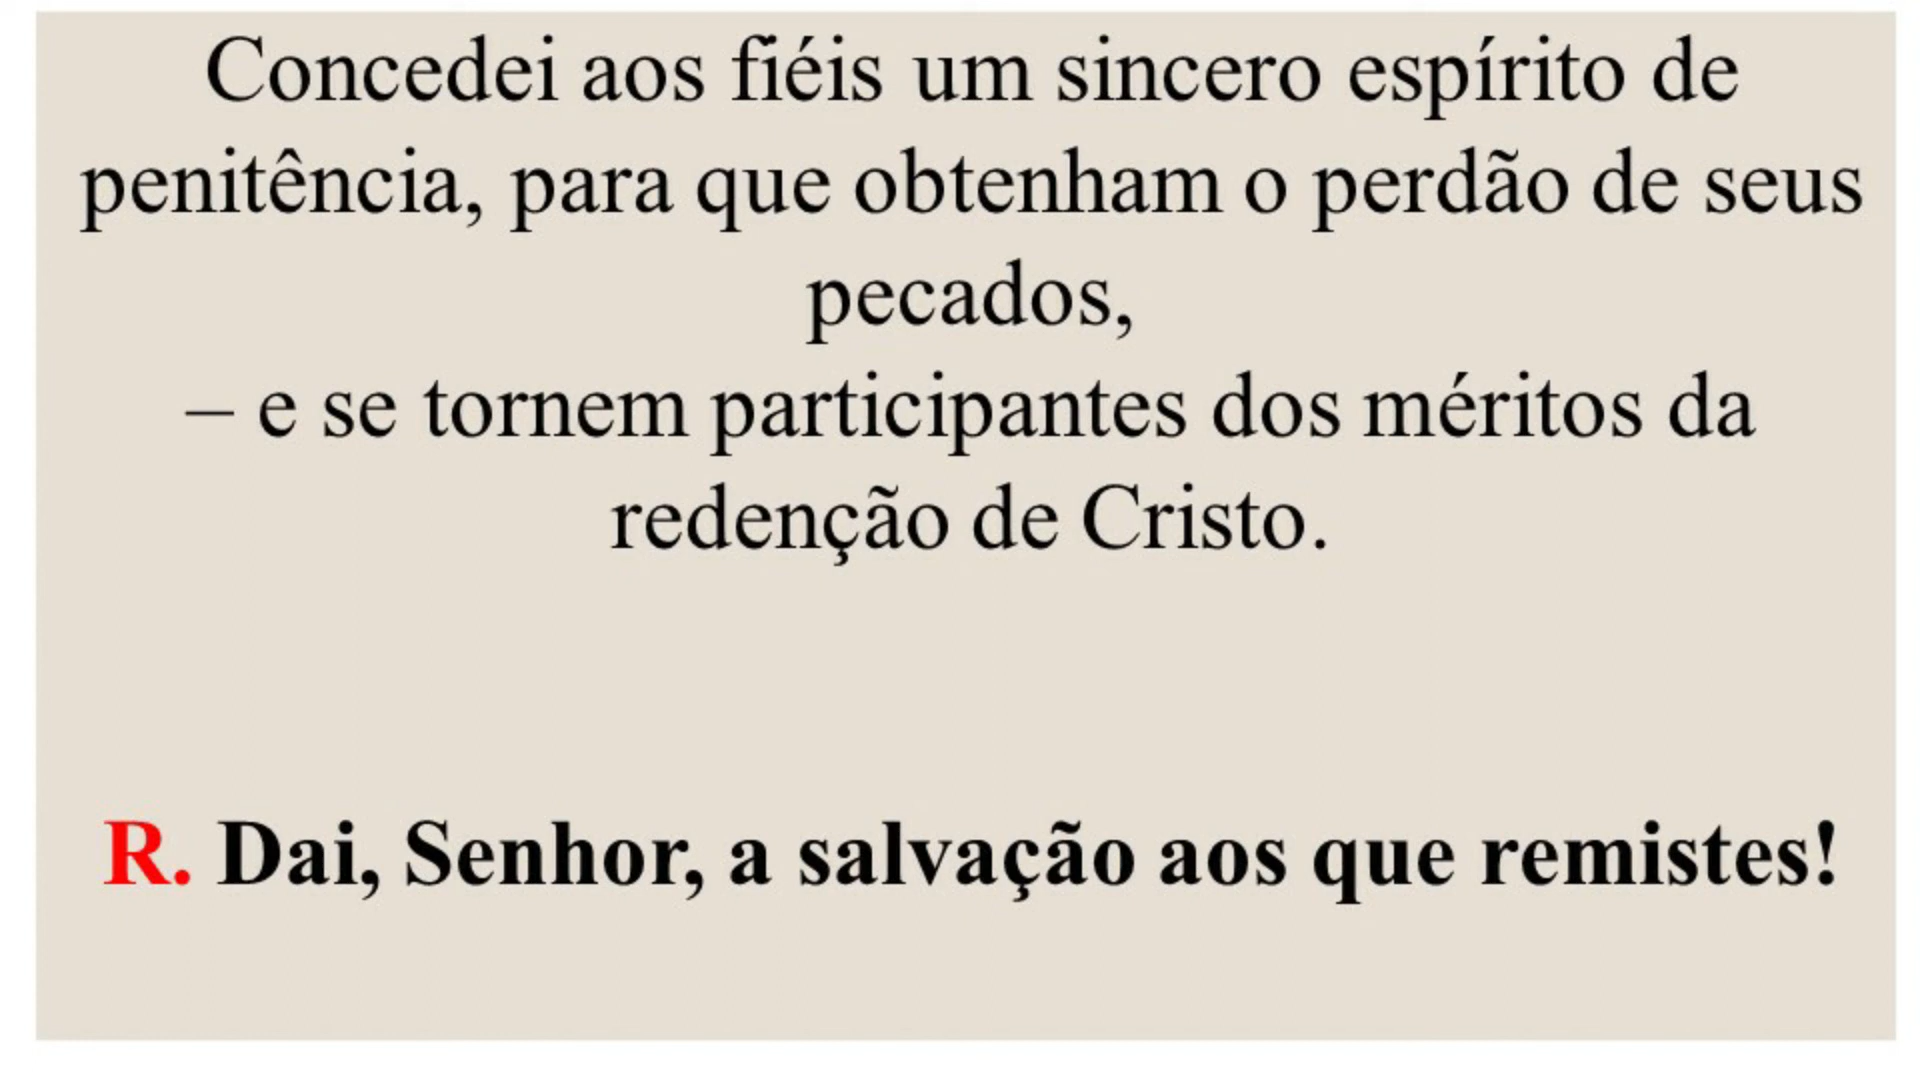 Concedei aos fiéis um sincero espírito de
penitência, para que obtenham o perdão de seus
pecados,
– e se tornem participantes dos méritos da
redenção de Cristo.
R. Dai, Senhor, a salvação aos que remistes!